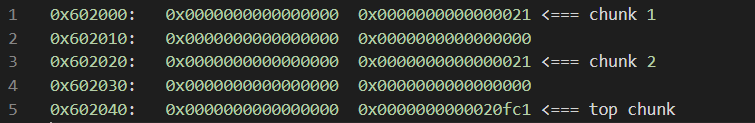 1 0x602000: 0x0000000000000000 0x0000000000000021 <=== chunk 1
2 0x602010: 0x0000000000000000 0x0000000000000000
3 0x602020: 0x0000000000000000 0x0000000000000021 <=== chunk 2
4 0x602030: 0x0000000000000000 0x0000000000000000
5 0x602040: 0x0000000000000000 0x0000000000020fc1 <=== top chunk